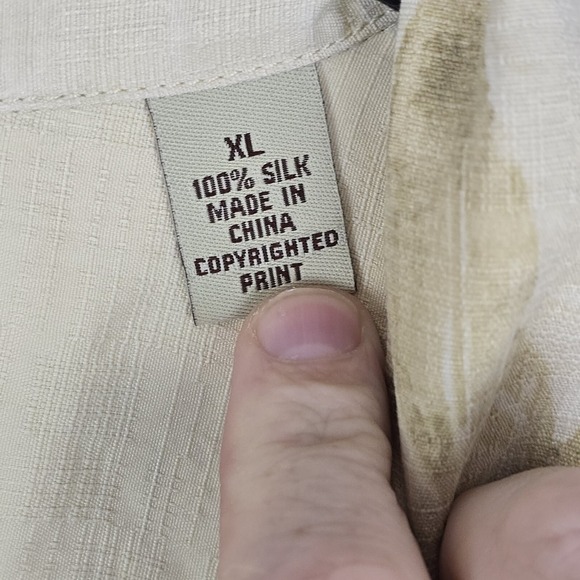 XL
100% SILK
MADE IN
CHINA
COPYRIGHTED
PRINT